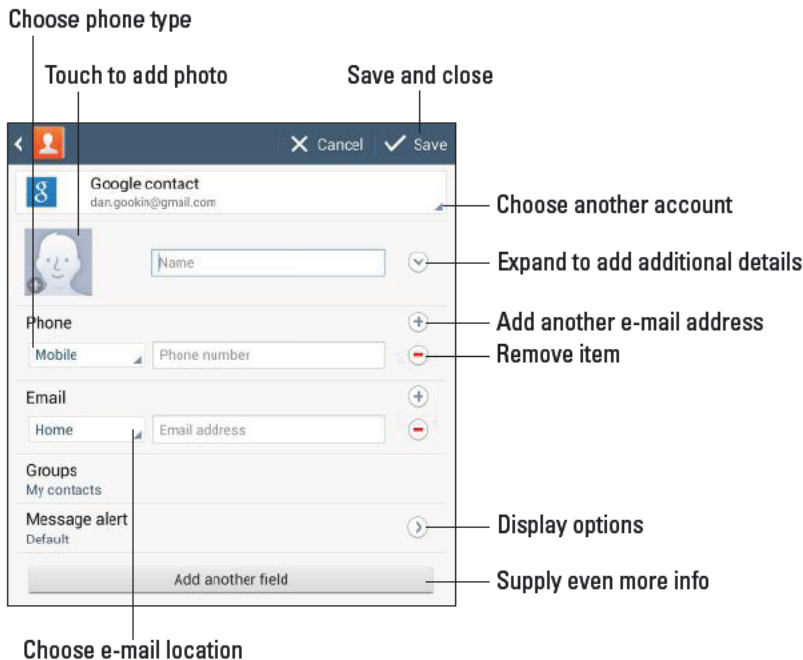 Choose phone type
Touch to add photo
Save and close
Cancel
Save
g
Google contact
dan.gookin@gmail.com
Choose another account
Name
Expand to add additional details
Phone
Add another e-mail address
Mobile
Phone number
Remove item
Email
Home
Email address
Groups
My contacts
Message alert
Default
Display options
Add another field
Supply even more info
Choose e-mail location